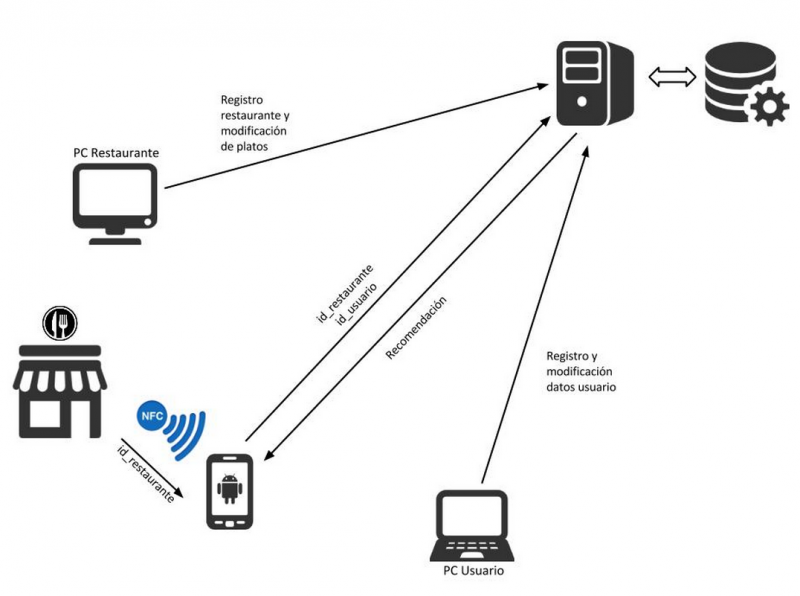 Registro
restaurante y
modificación
de platos
PC Restaurante
id_restaurante
id_usuario
Recomendación
Registro y
modificación
datos usuario
NFC
id_restaurante
PC Usuario